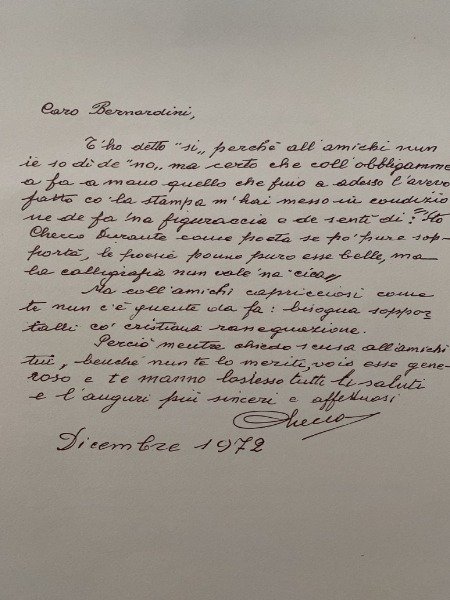 Caro Bernardini,
T'ho detto "si„ perché all'amichi nun
je so dì de "no„ ma certo che coll'obbligamme
a fa a mano quello che fino a adesso l'avevo
fatto co' la stampa m'hai messo in condizio
ne de fa 'na figuraccia o de sentì dì: "Sto
Checco Durante come poeta se po' pure sop-
portà, le poesie ponno puro esse belle, ma
la calligrafia nun vale 'na cica„
Ma coll'amichi capricciosi come
te nun c'è gnente da fa: bisogna soppor
talli co' cristiana rassegnazione.
Perciò mentre chiedo scusa all'amichi
tui, benché nun te lo meriti, vojo esse gene-
roso e te manno lostesso tutti li saluti
e l'auguri più sinceri e affettuosi
Checco
Dicembre 1972